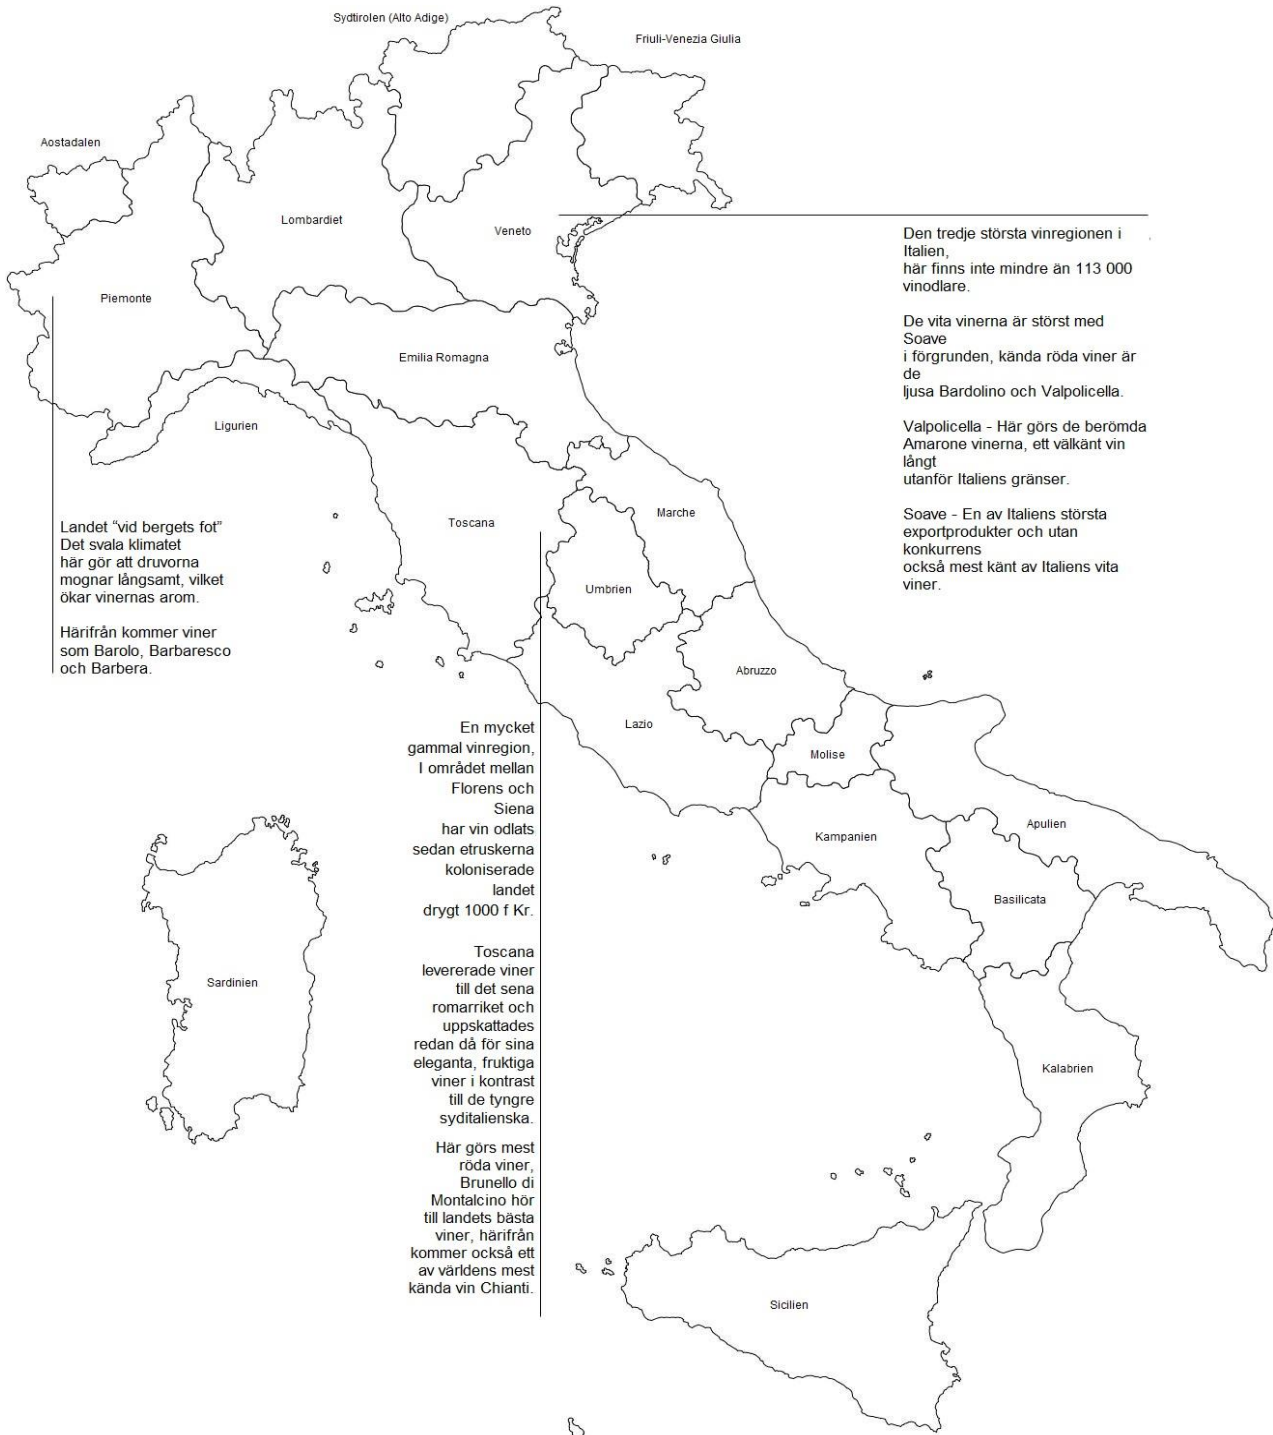 Sydtirolen (Alto Adige)
Friuli-Venezia Giulia
Aostadalen
Lombardiet
Veneto
Piemonte
Emilia Romagna
Ligurien
Toscana
Marche
Umbrien
Abruzzo
Lazio
Molise
Kampanien
Apulien
Basilicata
Sardinien
Kalabrien
Sicilien
Den tredje största vinregionen i
Italien,
här finns inte mindre än 113 000
vinodlare.
De vita vinerna är störst med
Soave
i förgrunden, kända röda viner är
de
ljusa Bardolino och Valpolicella.
Valpolicella - Här görs de berömda
Amarone vinerna, ett välkänt vin
långt
utanför Italiens gränser.
Soave - En av Italiens största
exportprodukter och utan
konkurrens
också mest känt av Italiens vita
viner.
Landet “vid bergets fot”
Det svala klimatet
här gör att druvorna
mognar långsamt, vilket
ökar vinernas arom.
Härifrån kommer viner
som Barolo, Barbaresco
och Barbera.
En mycket
gammal vinregion,
I området mellan
Florens och
Siena
har vin odlats
sedan etruskerna
koloniserade
landet
drygt 1000 f Kr.
Toscana
levererade viner
till det sena
romarriket och
uppskattades
redan då för sina
eleganta, fruktiga
viner i kontrast
till de tyngre
syditalienska.
Här görs mest
röda viner,
Brunello di
Montalcino hör
till landets bästa
viner, härifrån
kommer också ett
av världens mest
kända vin Chianti.